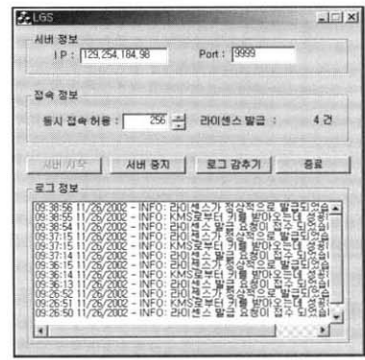 LGS
서버 정보
I P : 129,254,184,98 Port : 9999
접속 정보
동시 접속 허용 : 256 라이센스 발급 : 4 건
서버 시작 서버 중지 로그 감추기 종료
로그 정보
09:38:56 11/26/2002 - INFO: 라이센스가 정상적으로 발급되었습
09:38:55 11/26/2002 - INFO: KMS로부터 키를 받아오는데 성공
09:38:54 11/26/2002 - INFO: 라이센스 발급 요청이 접수 되었습
09:37:15 11/26/2002 - INFO: 라이센스가 정상적으로 발급되었습
09:37:15 11/26/2002 - INFO: KMS로부터 키를 받아오는데 성공
09:37:14 11/26/2002 - INFO: 라이센스 발급 요청이 접수 되었습
09:36:15 11/26/2002 - INFO: 라이센스가 정상적으로 발급되었습
09:36:14 11/26/2002 - INFO: KMS로부터 키를 받아오는데 성공
09:36:13 11/26/2002 - INFO: 라이센스 발급 요청이 접수 되었습
09:26:52 11/26/2002 - INFO: 라이센스가 정상적으로 발급되었습
09:26:51 11/26/2002 - INFO: KMS로부터 키를 받아오는데 성공
09:26:50 11/26/2002 - INFO: 라이센스 발급 요청이 접수 되었습